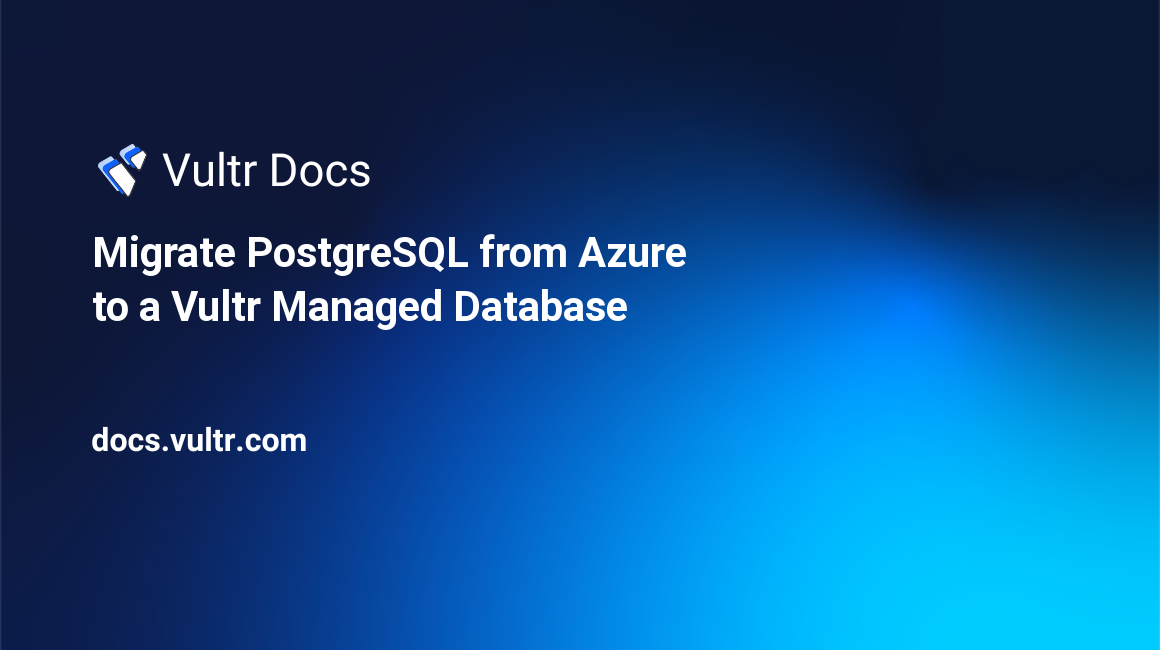 Vultr Docs
Migrate PostgreSQL from Azure
to a Vultr Managed Database
docs.vultr.com